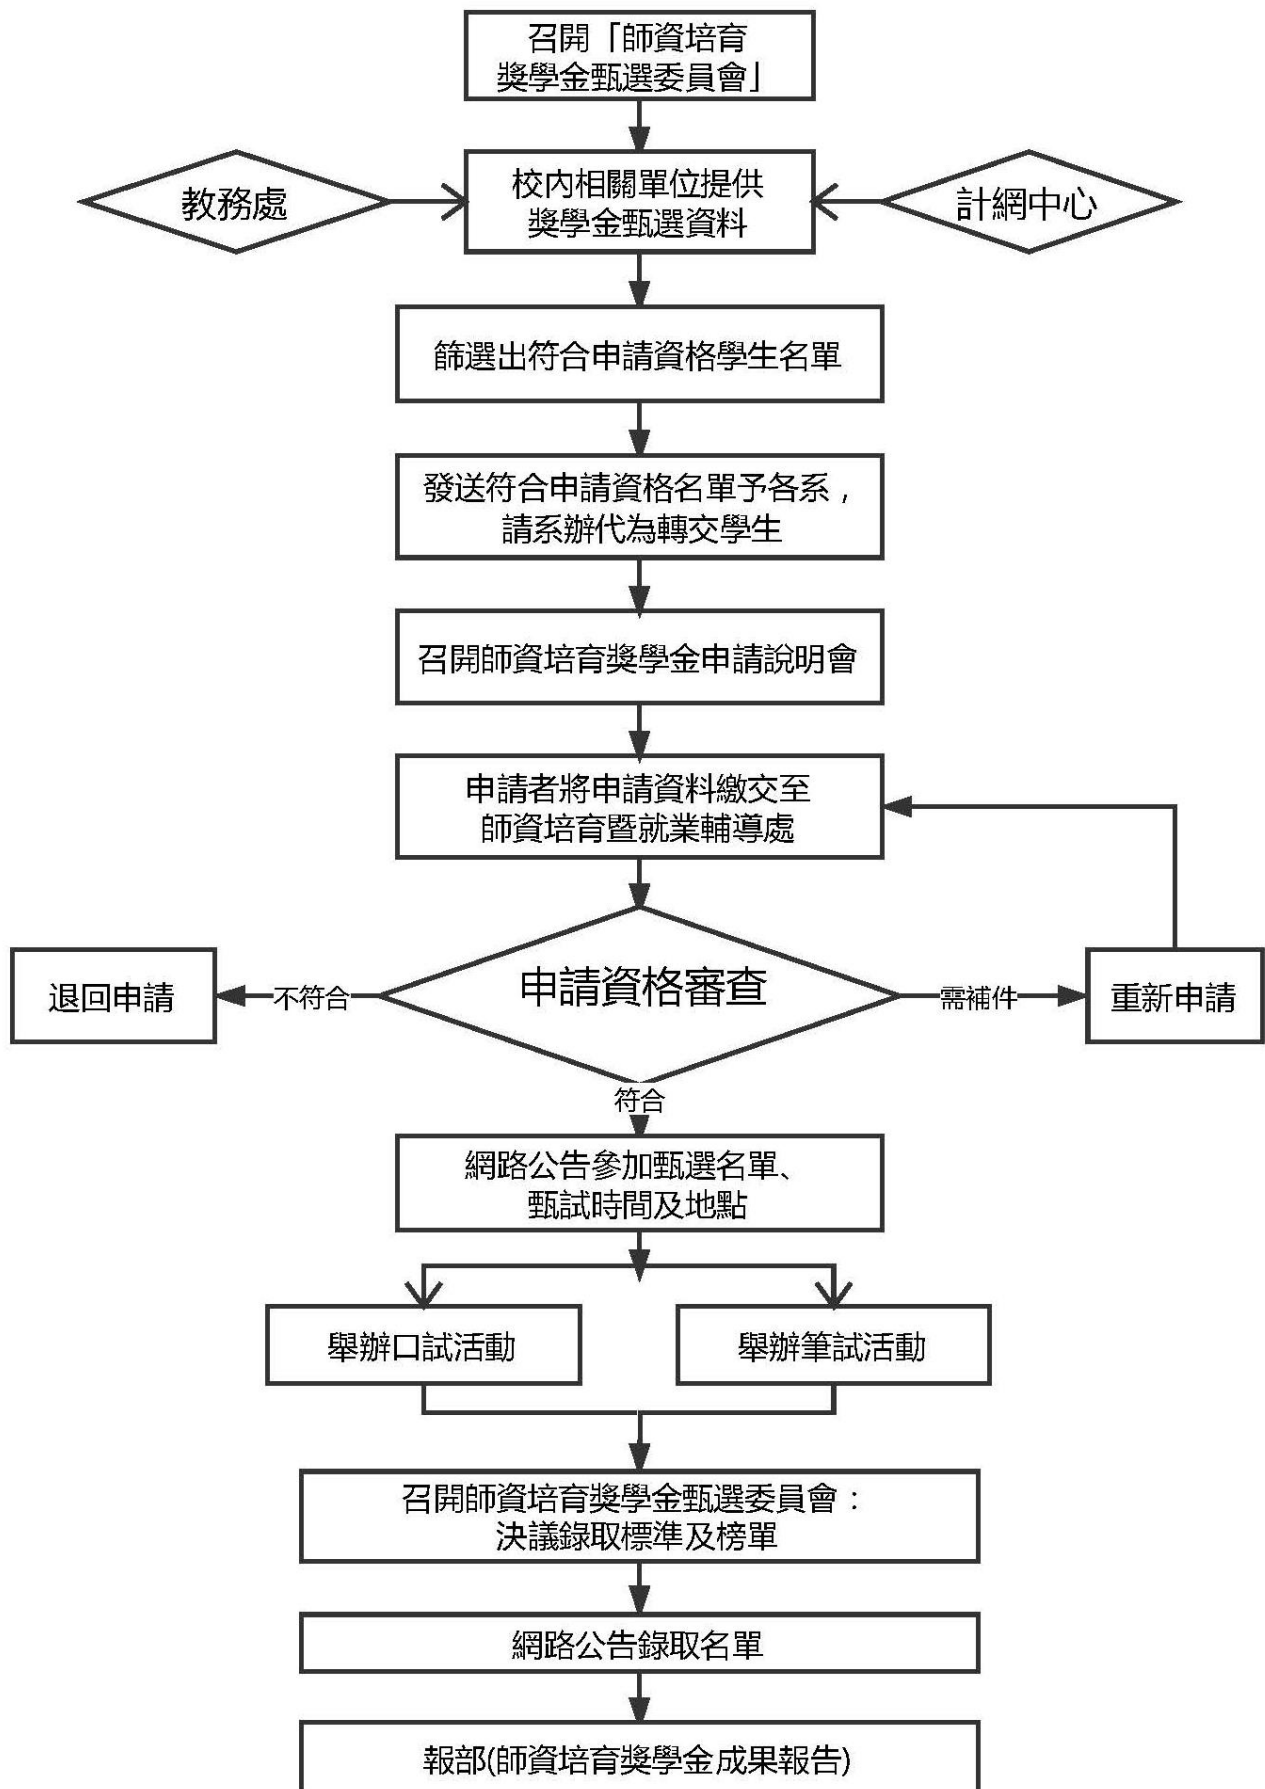 召開「師資培育
獎學金甄選委員會」
教務處
校內相關單位提供
獎學金甄選資料
計網中心
篩選出符合申請資格學生名單
發送符合申請資格名單予各系，
請系辦代為轉交學生
召開師資培育獎學金申請說明會
申請者將申請資料繳交至
師資培育暨就業輔導處
退回申請
不符合
申請資格審查
需補件
重新申請
符合
網路公告參加甄選名單、
甄試時間及地點
舉辦口試活動
舉辦筆試活動
召開師資培育獎學金甄選委員會：
決議錄取標準及榜單
網路公告錄取名單
報部(師資培育獎學金成果報告)